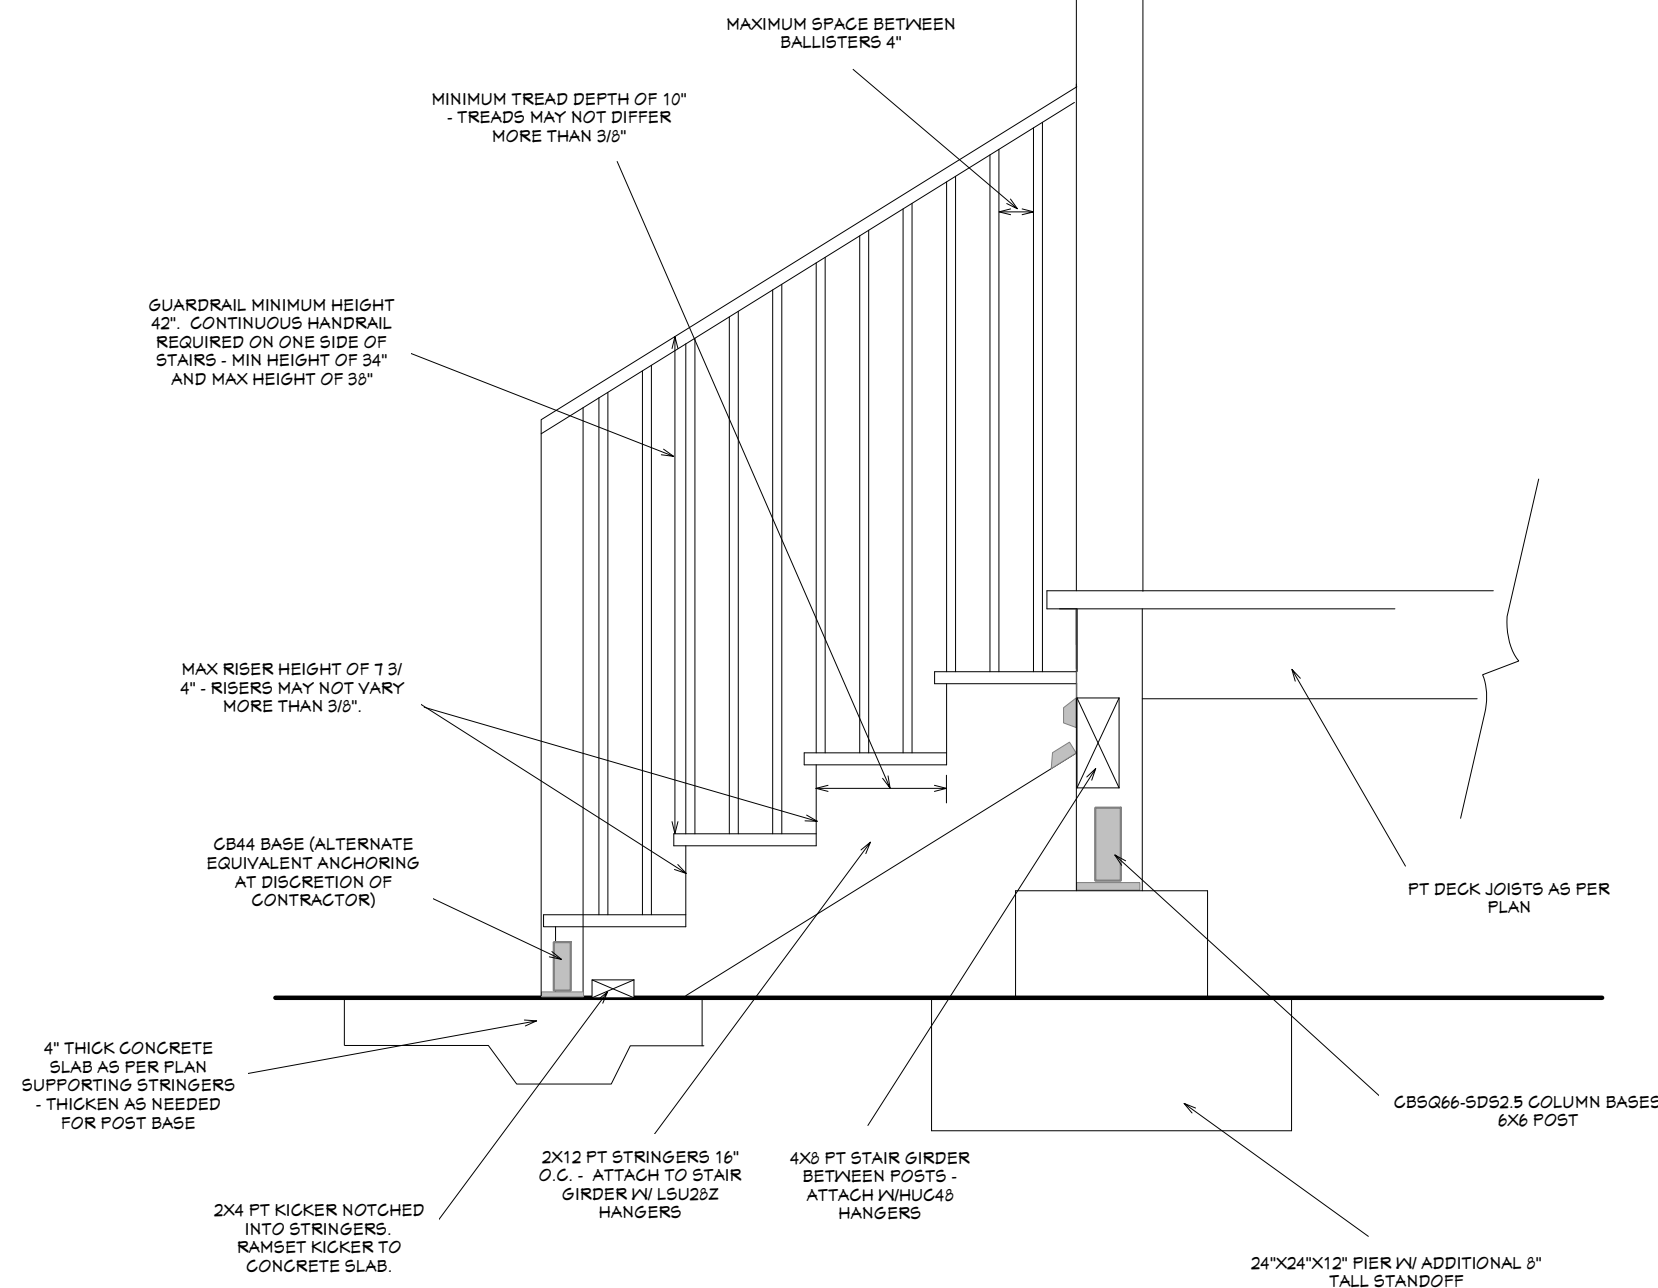 MAXIMUM SPACE BETWEEN
BALLISTERS 4"
MINIMUM TREAD DEPTH OF 10"
- TREADS MAY NOT DIFFER
MORE THAN 3/8"
GUARDRAIL MINIMUM HEIGHT
42". CONTINUOUS HANDRAIL
REQUIRED ON ONE SIDE OF
STAIRS - MIN HEIGHT OF 34"
AND MAX HEIGHT OF 38"
MAX RISER HEIGHT OF 7 3/
4" - RISERS MAY NOT VARY
MORE THAN 3/8".
CB44 BASE (ALTERNATE
EQUIVALENT ANCHORING
AT DISCRETION OF
CONTRACTOR)
PT DECK JOISTS AS PER
PLAN
4" THICK CONCRETE
SLAB AS PER PLAN
SUPPORTING STRINGERS
- THICKEN AS NEEDED
FOR POST BASE
CBSQ66-SDS2.5 COLUMN BASES
6X6 POST
2X12 PT STRINGERS 16"
O.C. - ATTACH TO STAIR
GIRDER W/ LSU28Z
HANGERS
4X8 PT STAIR GIRDER
BETWEEN POSTS -
ATTACH W/HUC48
HANGERS
2X4 PT KICKER NOTCHED
INTO STRINGERS.
RAMSET KICKER TO
CONCRETE SLAB.
24"X24"X12" PIER W/ ADDITIONAL 8"
TALL STANDOFF